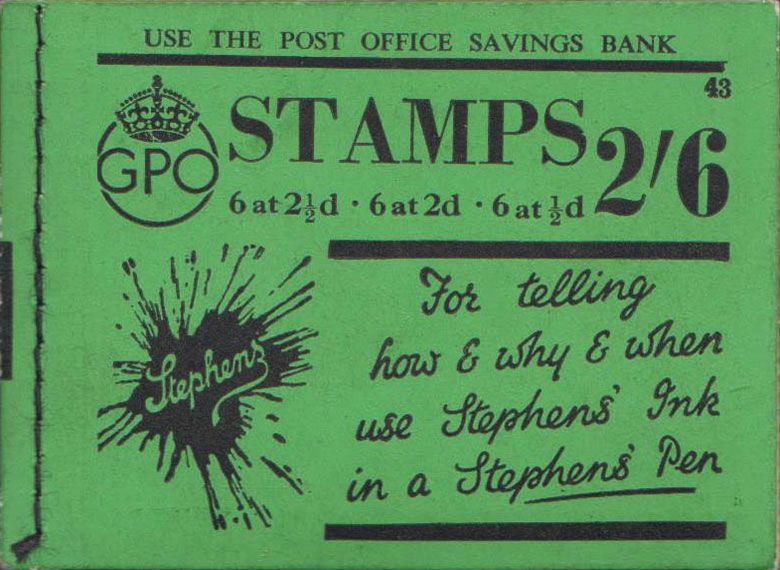 USE THE POST OFFICE SAVINGS BANK
43
GPO
STAMPS 2/6
6 at 2½d · 6 at 2d · 6 at ½d
Stephens
For telling
how & why & when
use Stephens' Ink
in a Stephens' Pen